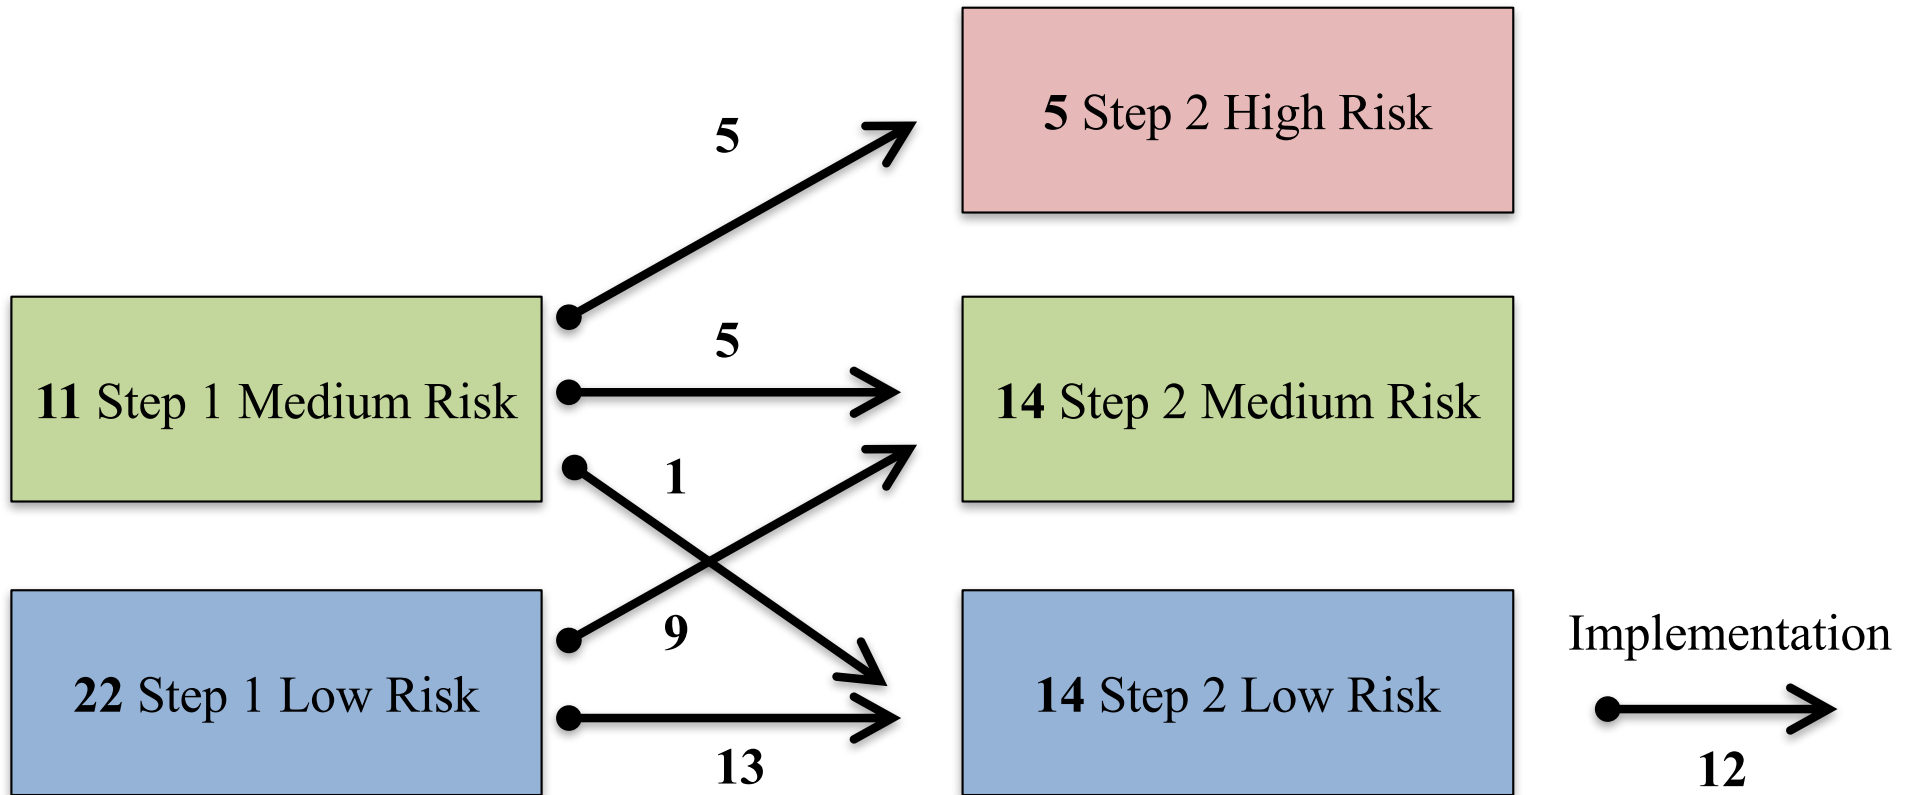 5 Step 2 High Risk
5
5
11 Step 1 Medium Risk
14 Step 2 Medium Risk
1
9
Implementation
22 Step 1 Low Risk
14 Step 2 Low Risk
13
12